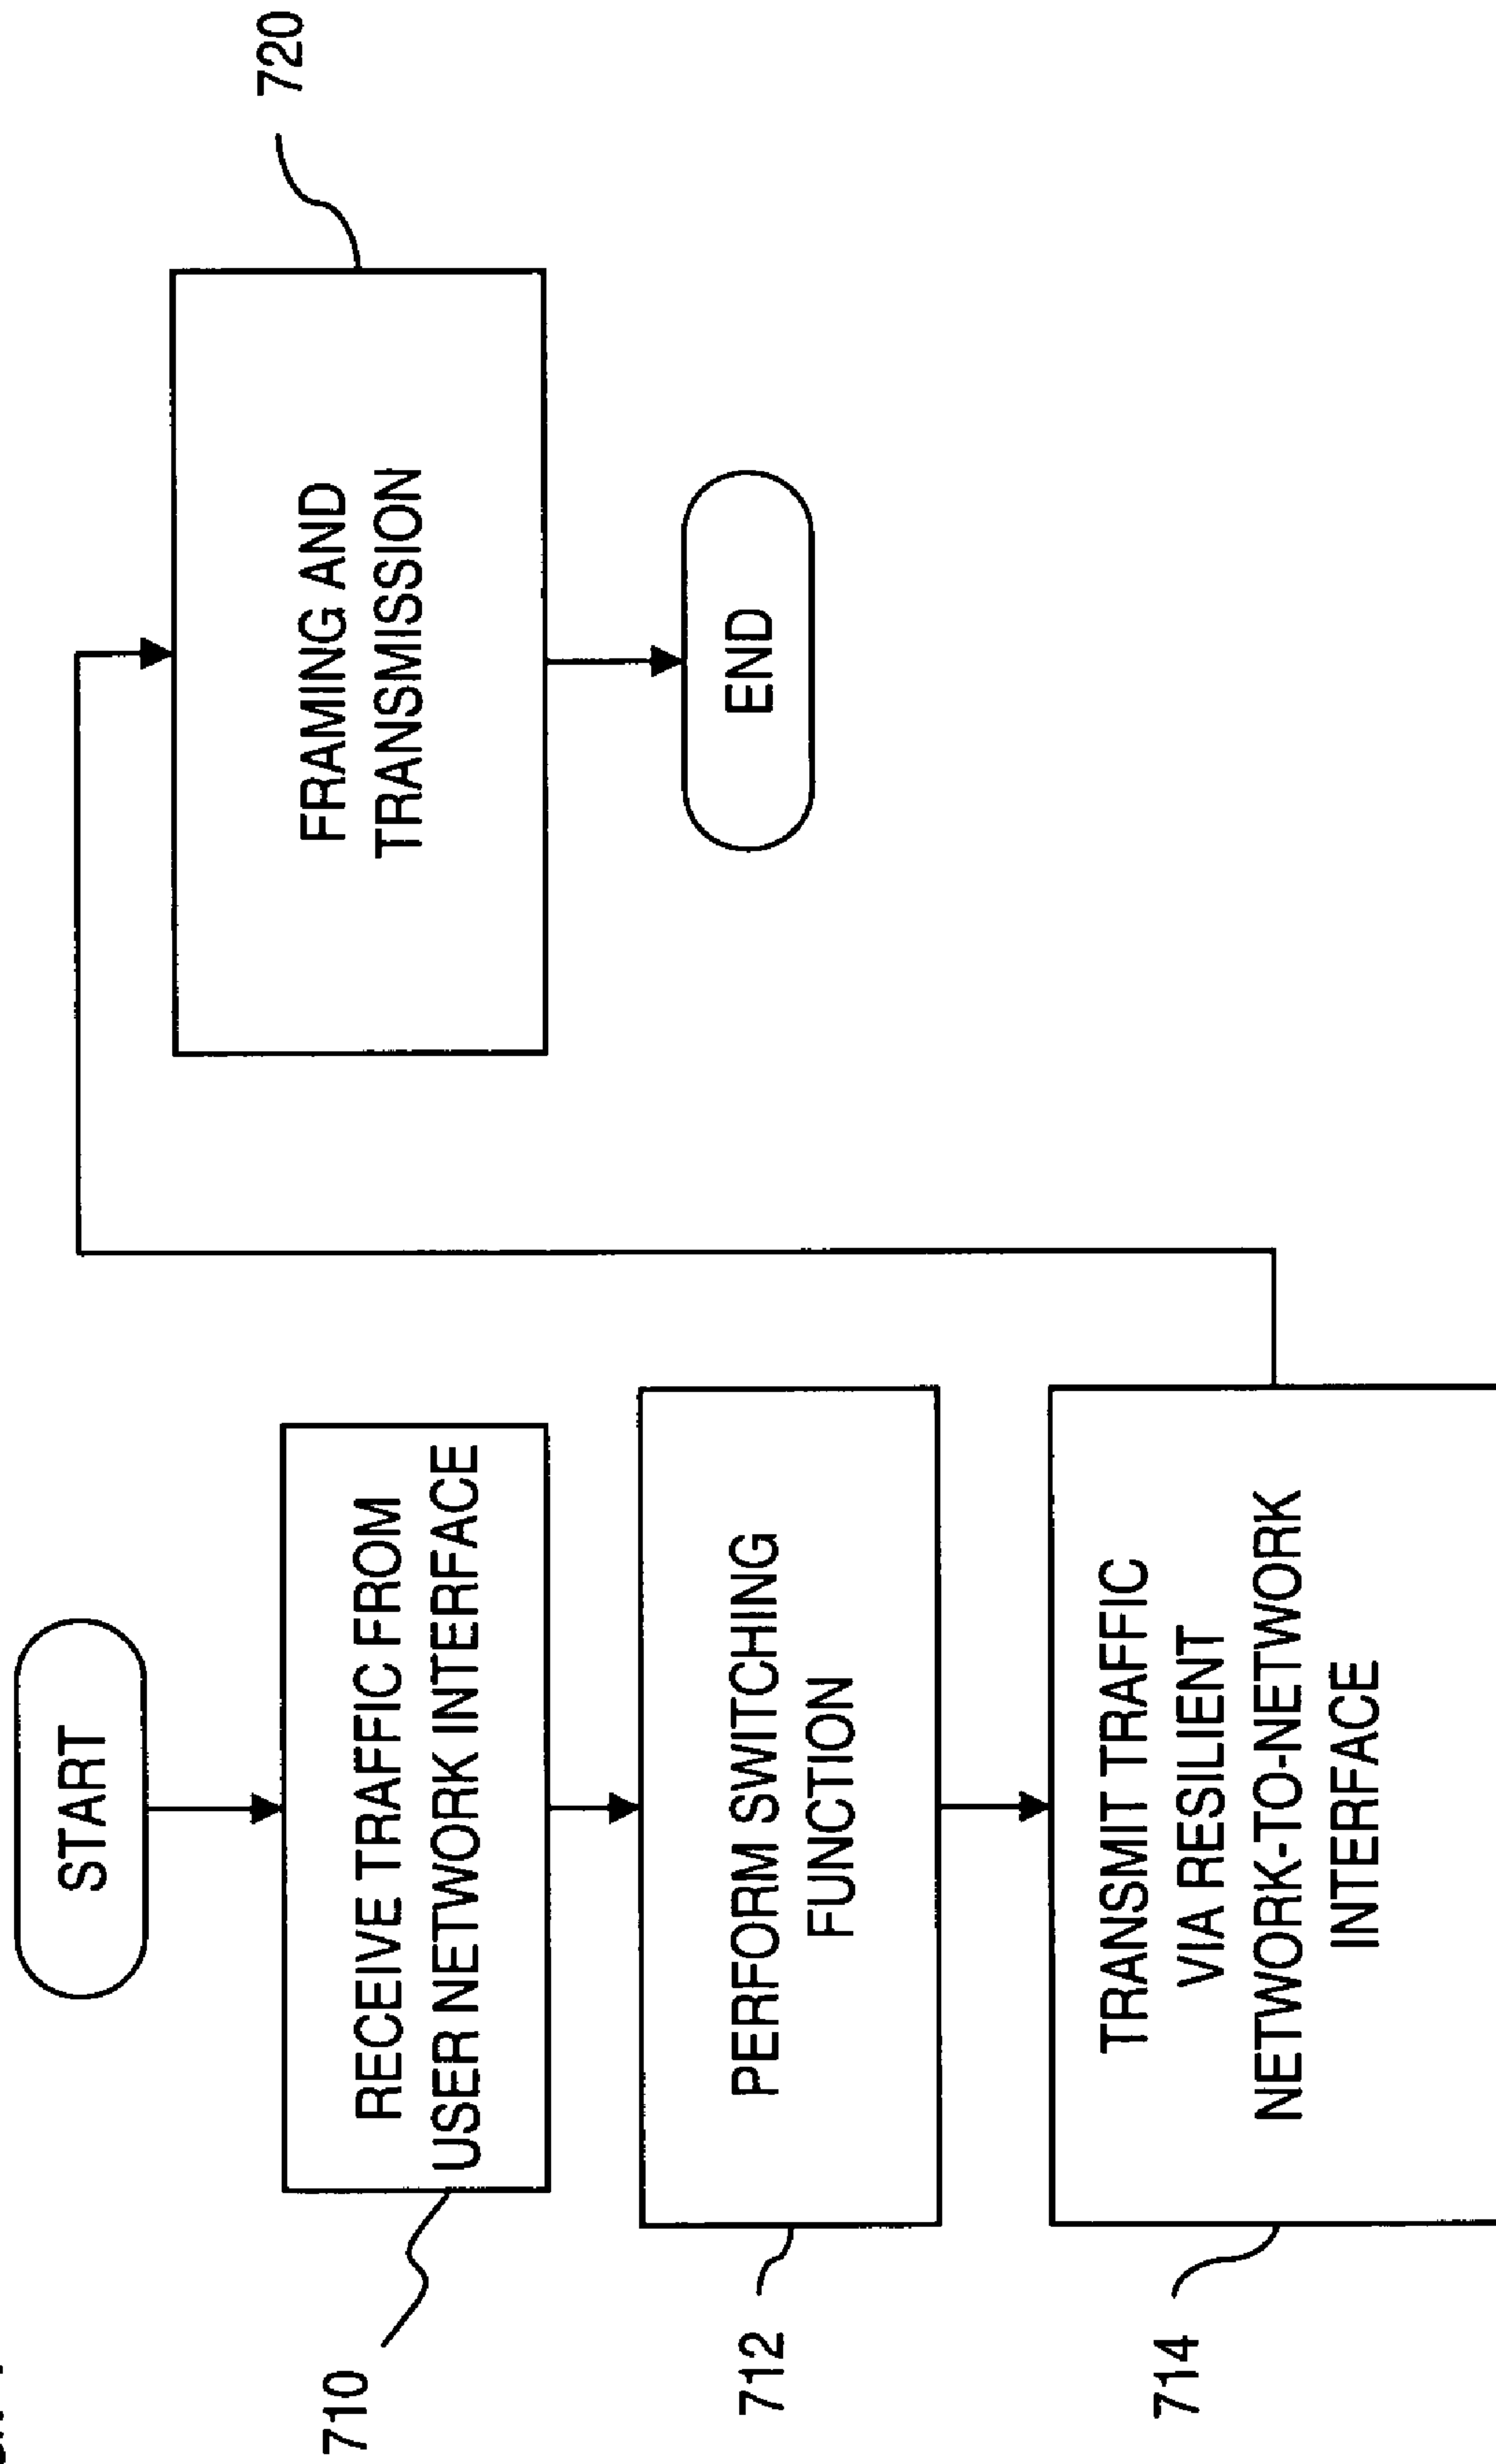 START
710
RECEIVE TRAFFIC FROM
USER NETWORK INTERFACE
712
PERFORM SWITCHING
FUNCTION
714
TRANSMIT TRAFFIC
VIA RESILIENT
NETWORK-TO-NETWORK
INTERFACE
720
FRAMING AND
TRANSMISSION
END